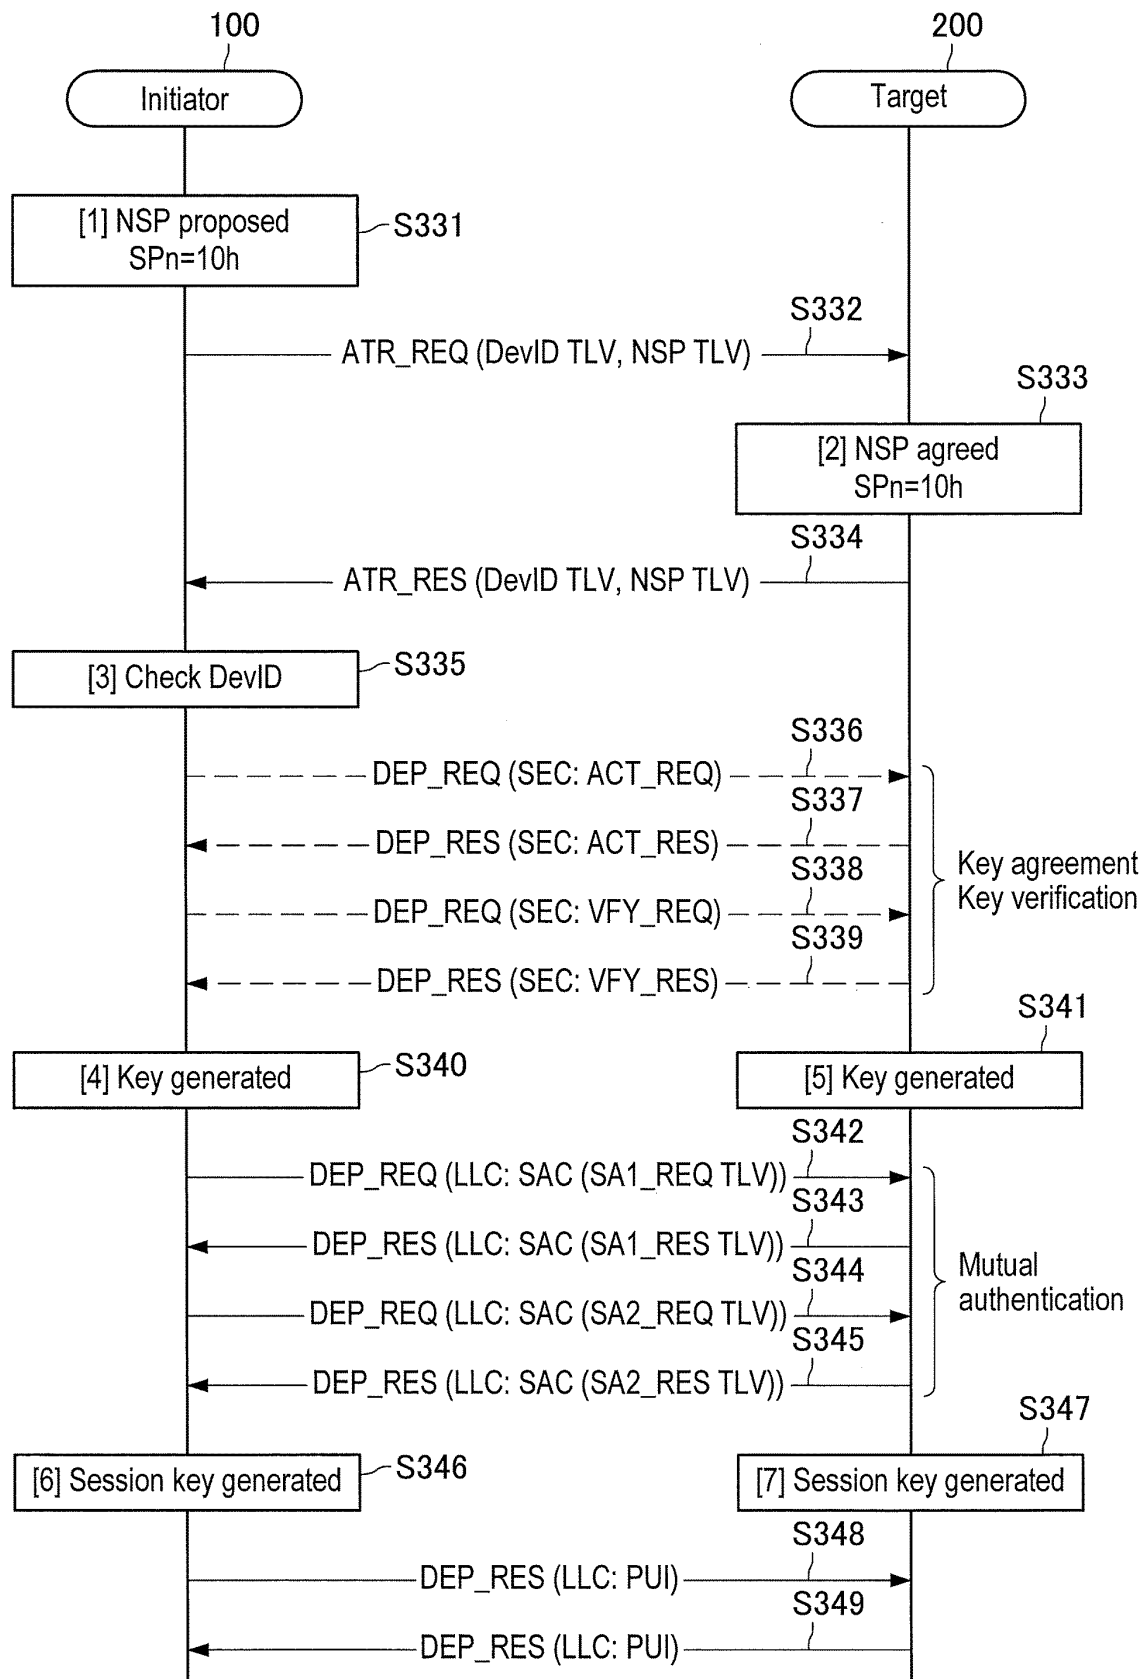 100
200
Initiator
Target
[1] NSP proposed
SPn=10h
S331
S332
ATR_REQ (DevID TLV, NSP TLV)
S333
[2] NSP agreed
SPn=10h
S334
ATR_RES (DevID TLV, NSP TLV)
[3] Check DevID
S335
S336
DEP_REQ (SEC: ACT_REQ)
S337
DEP_RES (SEC: ACT_RES)
S338
DEP_REQ (SEC: VFY_REQ)
S339
DEP_RES (SEC: VFY_RES)
Key agreement
Key verification
[4] Key generated
S340
S341
[5] Key generated
S342
DEP_REQ (LLC: SAC (SA1_REQ TLV))
S343
DEP_RES (LLC: SAC (SA1_RES TLV))
S344
DEP_REQ (LLC: SAC (SA2_REQ TLV))
S345
DEP_RES (LLC: SAC (SA2_RES TLV))
Mutual
authentication
[6] Session key generated
S346
S347
[7] Session key generated
S348
DEP_RES (LLC: PUI)
S349
DEP_RES (LLC: PUI)